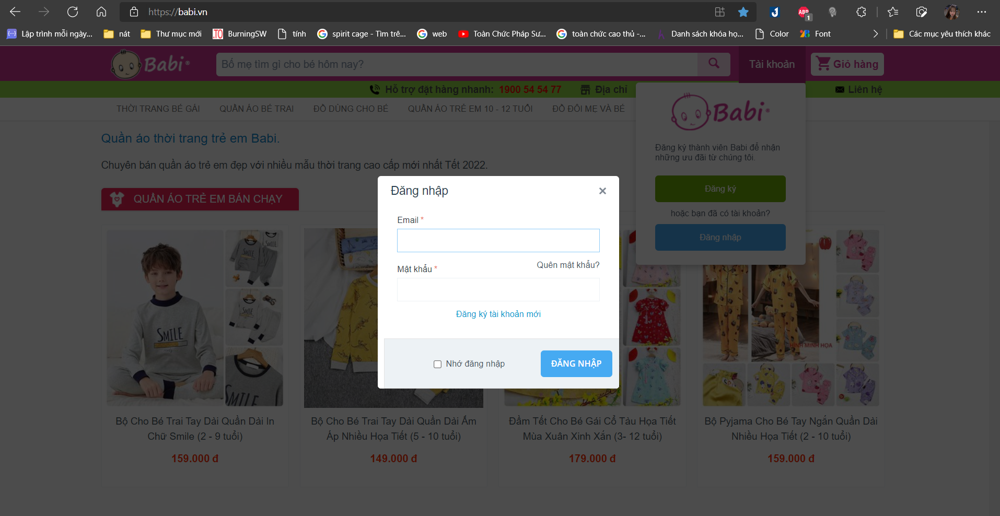 https://babi.vn
ABP
1
Lập trình mỗi ngày...
nát
Thư mục mới
.TO
BurningSW
tính
spirit cage - Tìm trê...
web
Toàn Chức Pháp Sư...
toàn chức cao thủ -...
Danh sách khóa họ...
Color
Font
Các mục yêu thích khác
Babi
Bố mẹ tìm gì cho bé hôm nay?
Tài khoản
Giỏ hàng
Hỗ trợ đặt hàng nhanh: 1900 54 54 77
Địa chỉ
Liên hệ
THỜI TRANG BÉ GÁI
QUẦN ÁO BÉ TRAI
ĐỒ DÙNG CHO BÉ
QUẦN ÁO TRẺ EM 10 - 12 TUỔI
ĐỒ ĐÔI MẸ VÀ BÉ
Babi
Đăng ký thành viên Babi để nhận
những ưu đãi từ chúng tôi.
Đăng ký
hoặc bạn đã có tài khoản?
Đăng nhập
Quần áo thời trang trẻ em Babi.
Chuyên bán quần áo trẻ em đẹp với nhiều mẫu thời trang cao cấp mới nhất Tết 2022.
QUẦN ÁO TRẺ EM BÁN CHẠY
Đăng nhập
×
Email *
Mật khẩu *
Quên mật khẩu?
Đăng ký tài khoản mới
Nhớ đăng nhập
ĐĂNG NHẬP
SMILE
SMILE
SMILE
SMILE
SMILE
HÌNH MINH HỌA
Bộ Cho Bé Trai Tay Dài Quần Dài In
Chữ Smile (2 - 9 tuổi)
159.000 đ
Bộ Cho Bé Trai Tay Dài Quần Dài Ấm
Áp Nhiều Họa Tiết (5 - 10 tuổi)
149.000 đ
Đầm Tết Cho Bé Gái Cổ Tàu Họa Tiết
Mùa Xuân Xinh Xắn (3- 12 tuổi)
179.000 đ
Bộ Pyjama Cho Bé Tay Ngắn Quần Dài
Nhiều Họa Tiết (2 - 10 tuổi)
159.000 đ